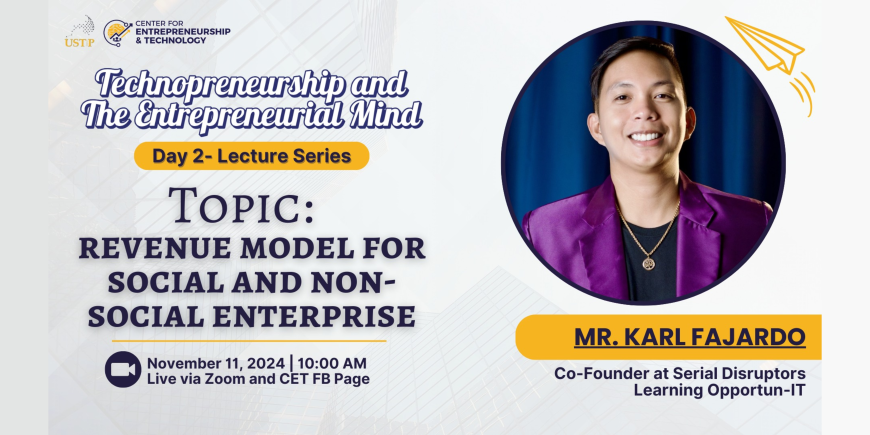 UST-P
CENTER FOR
ENTREPRENEURSHIP
& TECHNOLOGY
Technopreneurship and
The Entrepreneurial Mind
Day 2- Lecture Series
TOPIC:
REVENUE MODEL FOR
SOCIAL AND NON-
SOCIAL ENTERPRISE
November 11, 2024 | 10:00 AM
Live via Zoom and CET FB Page
MR. KARL FAJARDO
Co-Founder at Serial Disruptors
Learning Opportun-IT